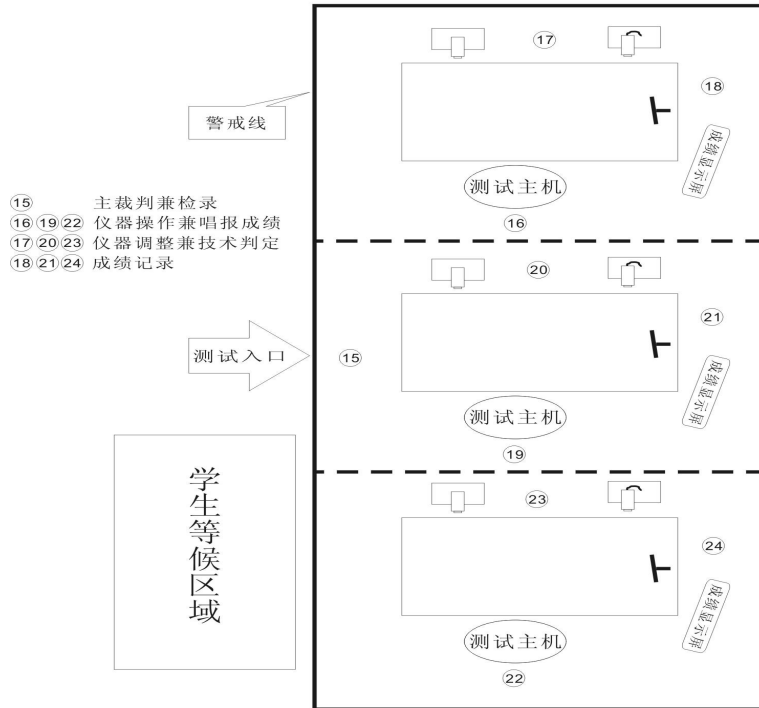 ⑰
⑱
警戒线
成绩显示屏
测试主机
⑯
⑮ 主裁判兼检录
⑯⑲㉒ 仪器操作兼唱报成绩
⑰⑳㉓ 仪器调整兼技术判定
⑱㉑㉔ 成绩记录
⑳
㉑
测试入口
⑮
成绩显示屏
测试主机
⑲
学生等候区域
㉓
㉔
成绩显示屏
测试主机
㉒